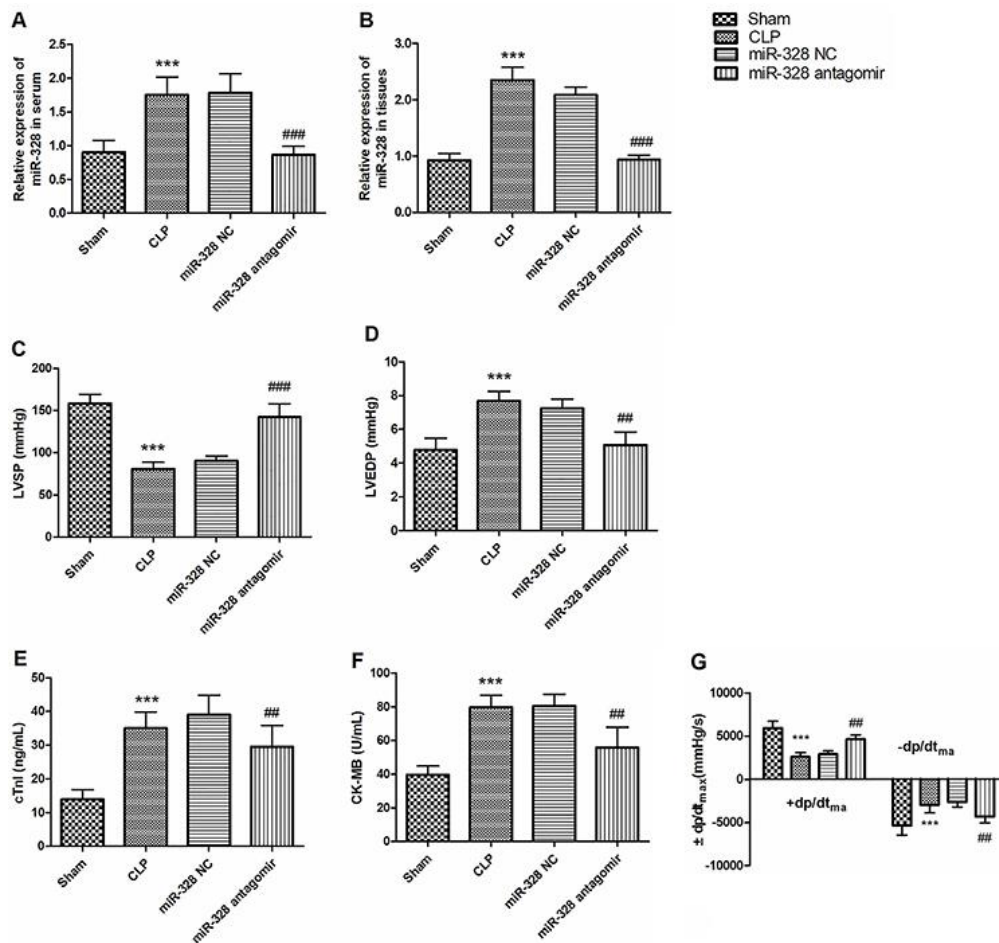 A
Relative expression of
miR-328 in serum
2.5
2.0
1.5
1.0
0.5
0.0
***
###
Sham
CLP
miR-328 NC
miR-328 antagomir
B
Relative expression of
miR-328 in tissues
3.0
2.0
1.0
0.0
***
###
Sham
CLP
miR-328 NC
miR-328 antagomir
Sham
CLP
miR-328 NC
miR-328 antagomir
C
LVSP (mmHg)
200
150
100
50
0
***
###
Sham
CLP
miR-328 NC
miR-328 antagomir
D
LVEDP (mmHg)
10
8
6
4
2
0
***
##
Sham
CLP
miR-328 NC
miR-328 antagomir
E
cTnI (ng/mL)
50
40
30
20
10
0
***
##
Sham
CLP
miR-328 NC
miR-328 antagomir
F
CK-MB (U/mL)
100
80
60
40
20
0
***
##
Sham
CLP
miR-328 NC
miR-328 antagomir
G
± dp/dtmax(mmHg/s)
10000
5000
0
-5000
-10000
***
##
-dp/dtma
+dp/dtma
***
##